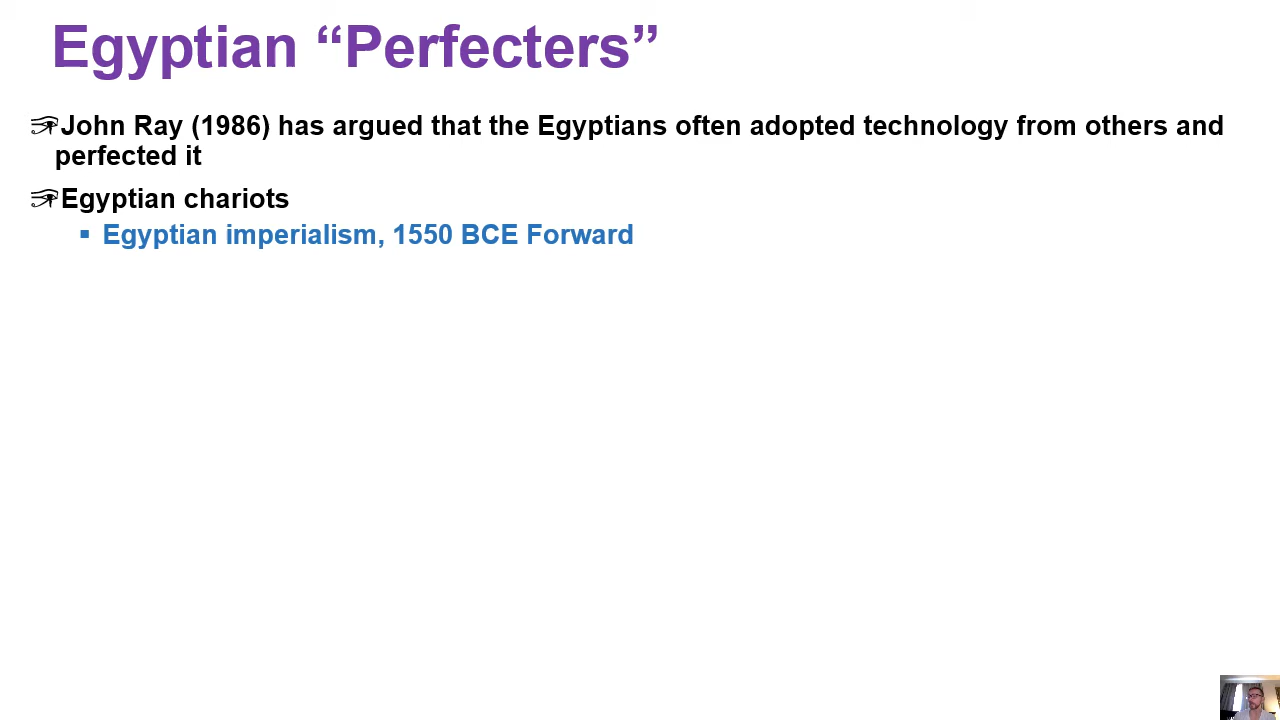 Egyptian “Perfecters”
John Ray (1986) has argued that the Egyptians often adopted technology from others and
perfected it
Egyptian chariots
▪ Egyptian imperialism, 1550 BCE Forward